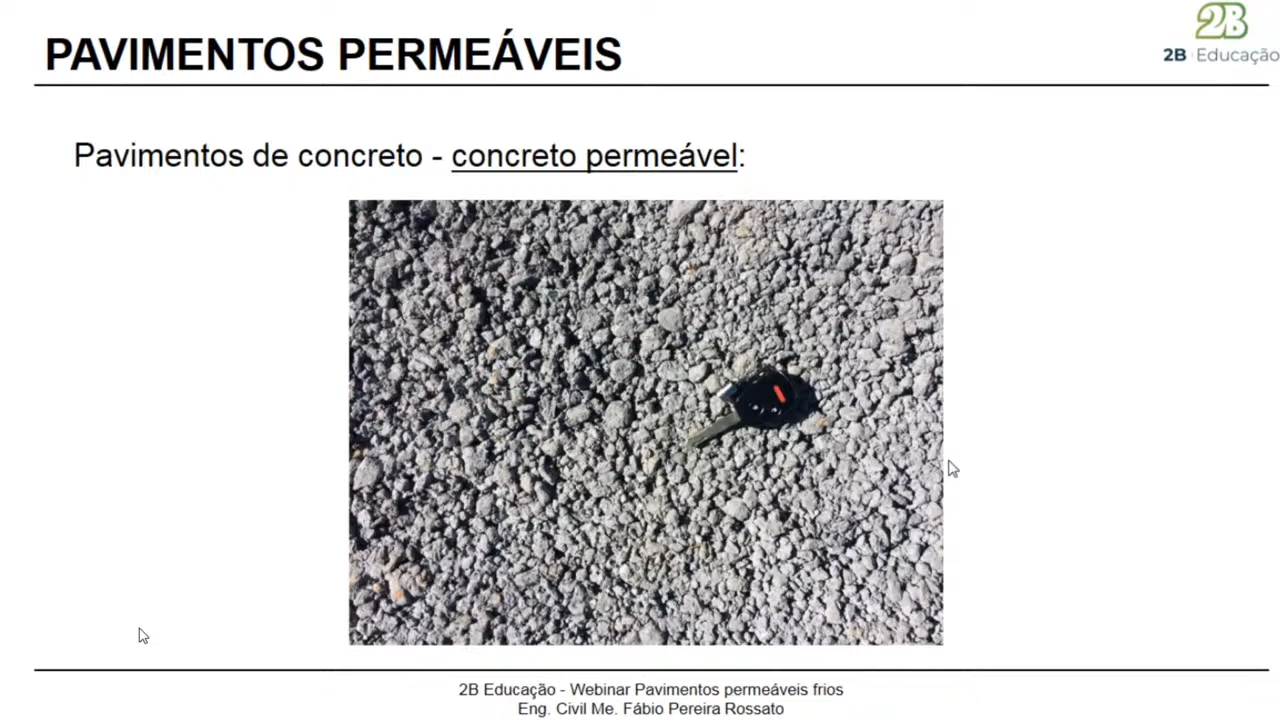 2B
2B Educação
PAVIMENTOS PERMEÁVEIS
Pavimentos de concreto - concreto permeável:
2B Educação - Webinar Pavimentos permeáveis frios
Eng. Civil Me. Fábio Pereira Rossato